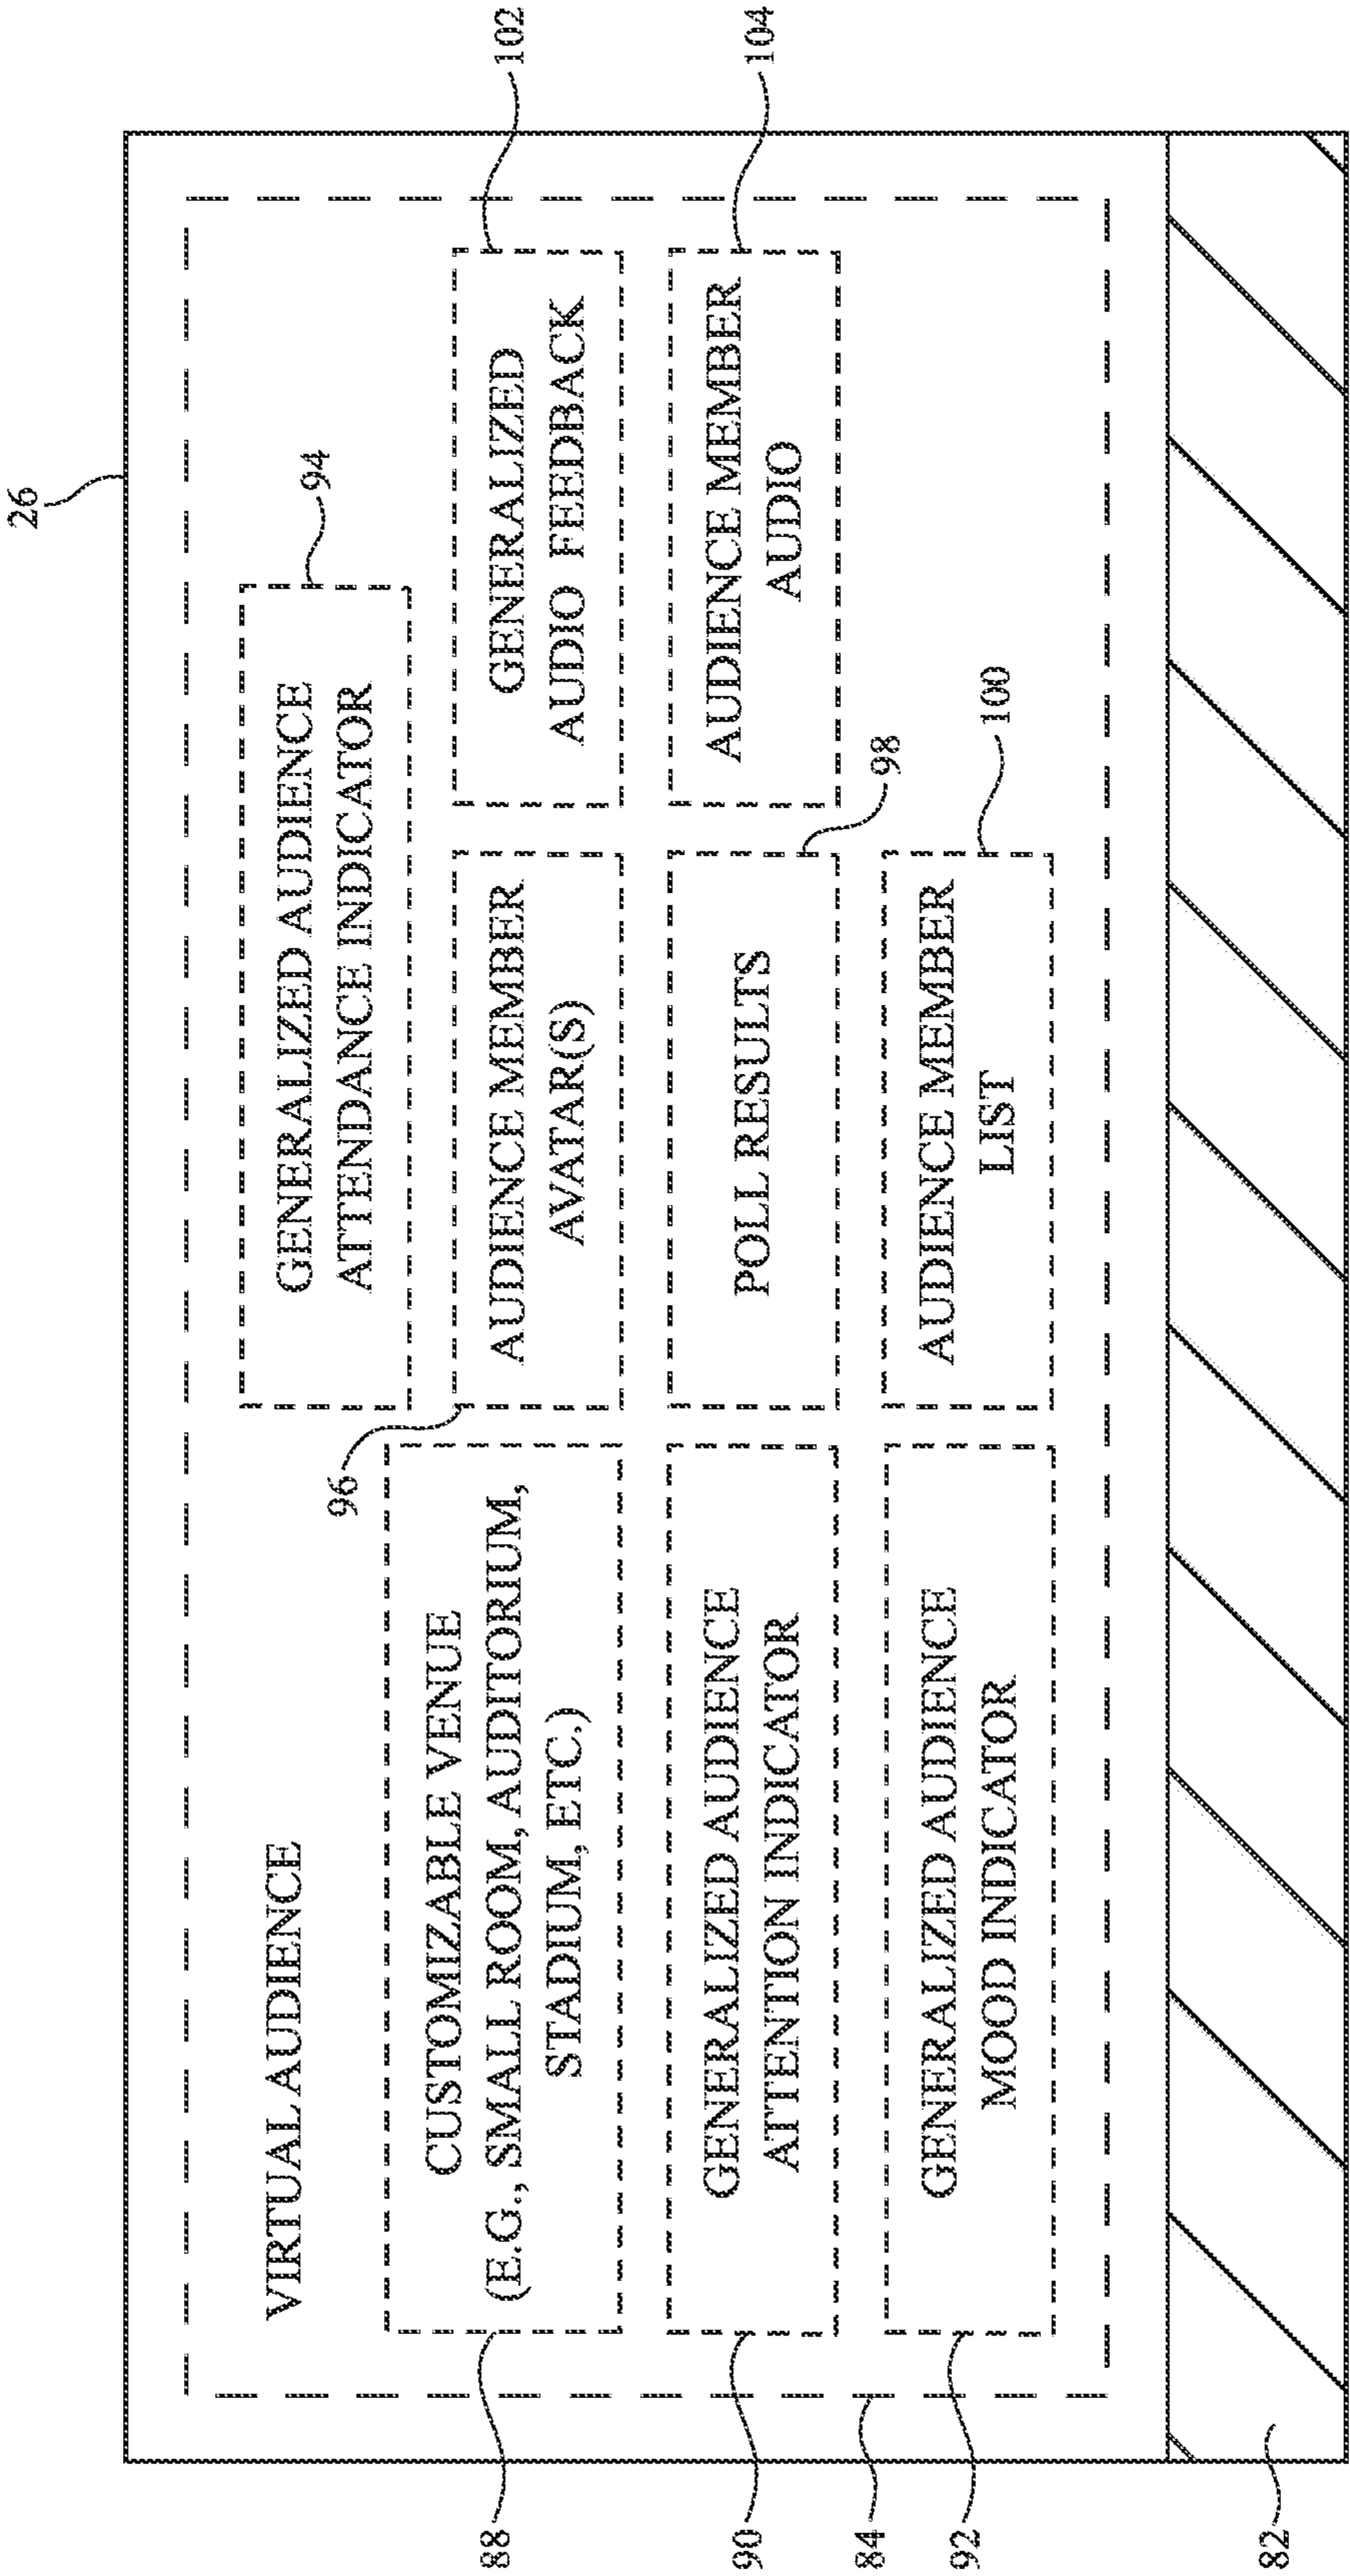 26
VIRTUAL AUDIENCE
GENERALIZED AUDIENCE
ATTENDANCE INDICATOR
94
96
88
CUSTOMIZABLE VENUE
(E.G., SMALL ROOM, AUDITORIUM,
STADIUM, ETC.)
AUDIENCE MEMBER
AVATAR(S)
GENERALIZED
AUDIO FEEDBACK
102
90
GENERALIZED AUDIENCE
ATTENTION INDICATOR
POLL RESULTS
AUDIENCE MEMBER
AUDIO
104
98
84
92
GENERALIZED AUDIENCE
MOOD INDICATOR
AUDIENCE MEMBER
LIST
100
82